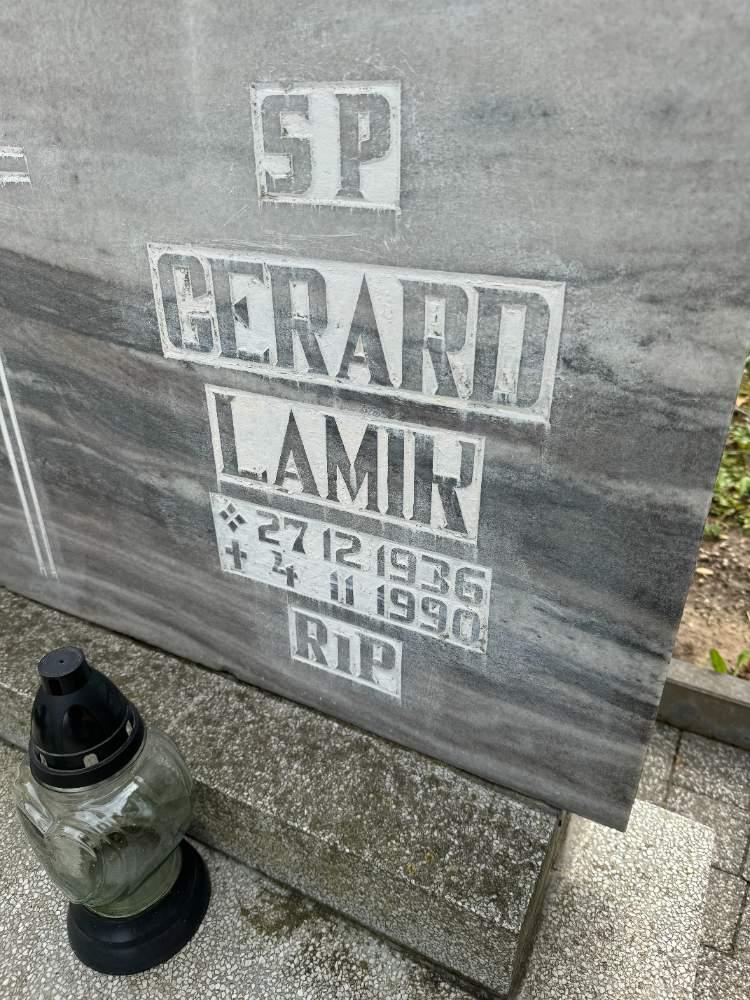 SP
GERARD
LAMIK
27 12 1936
✝ 4 11 1990
RIP